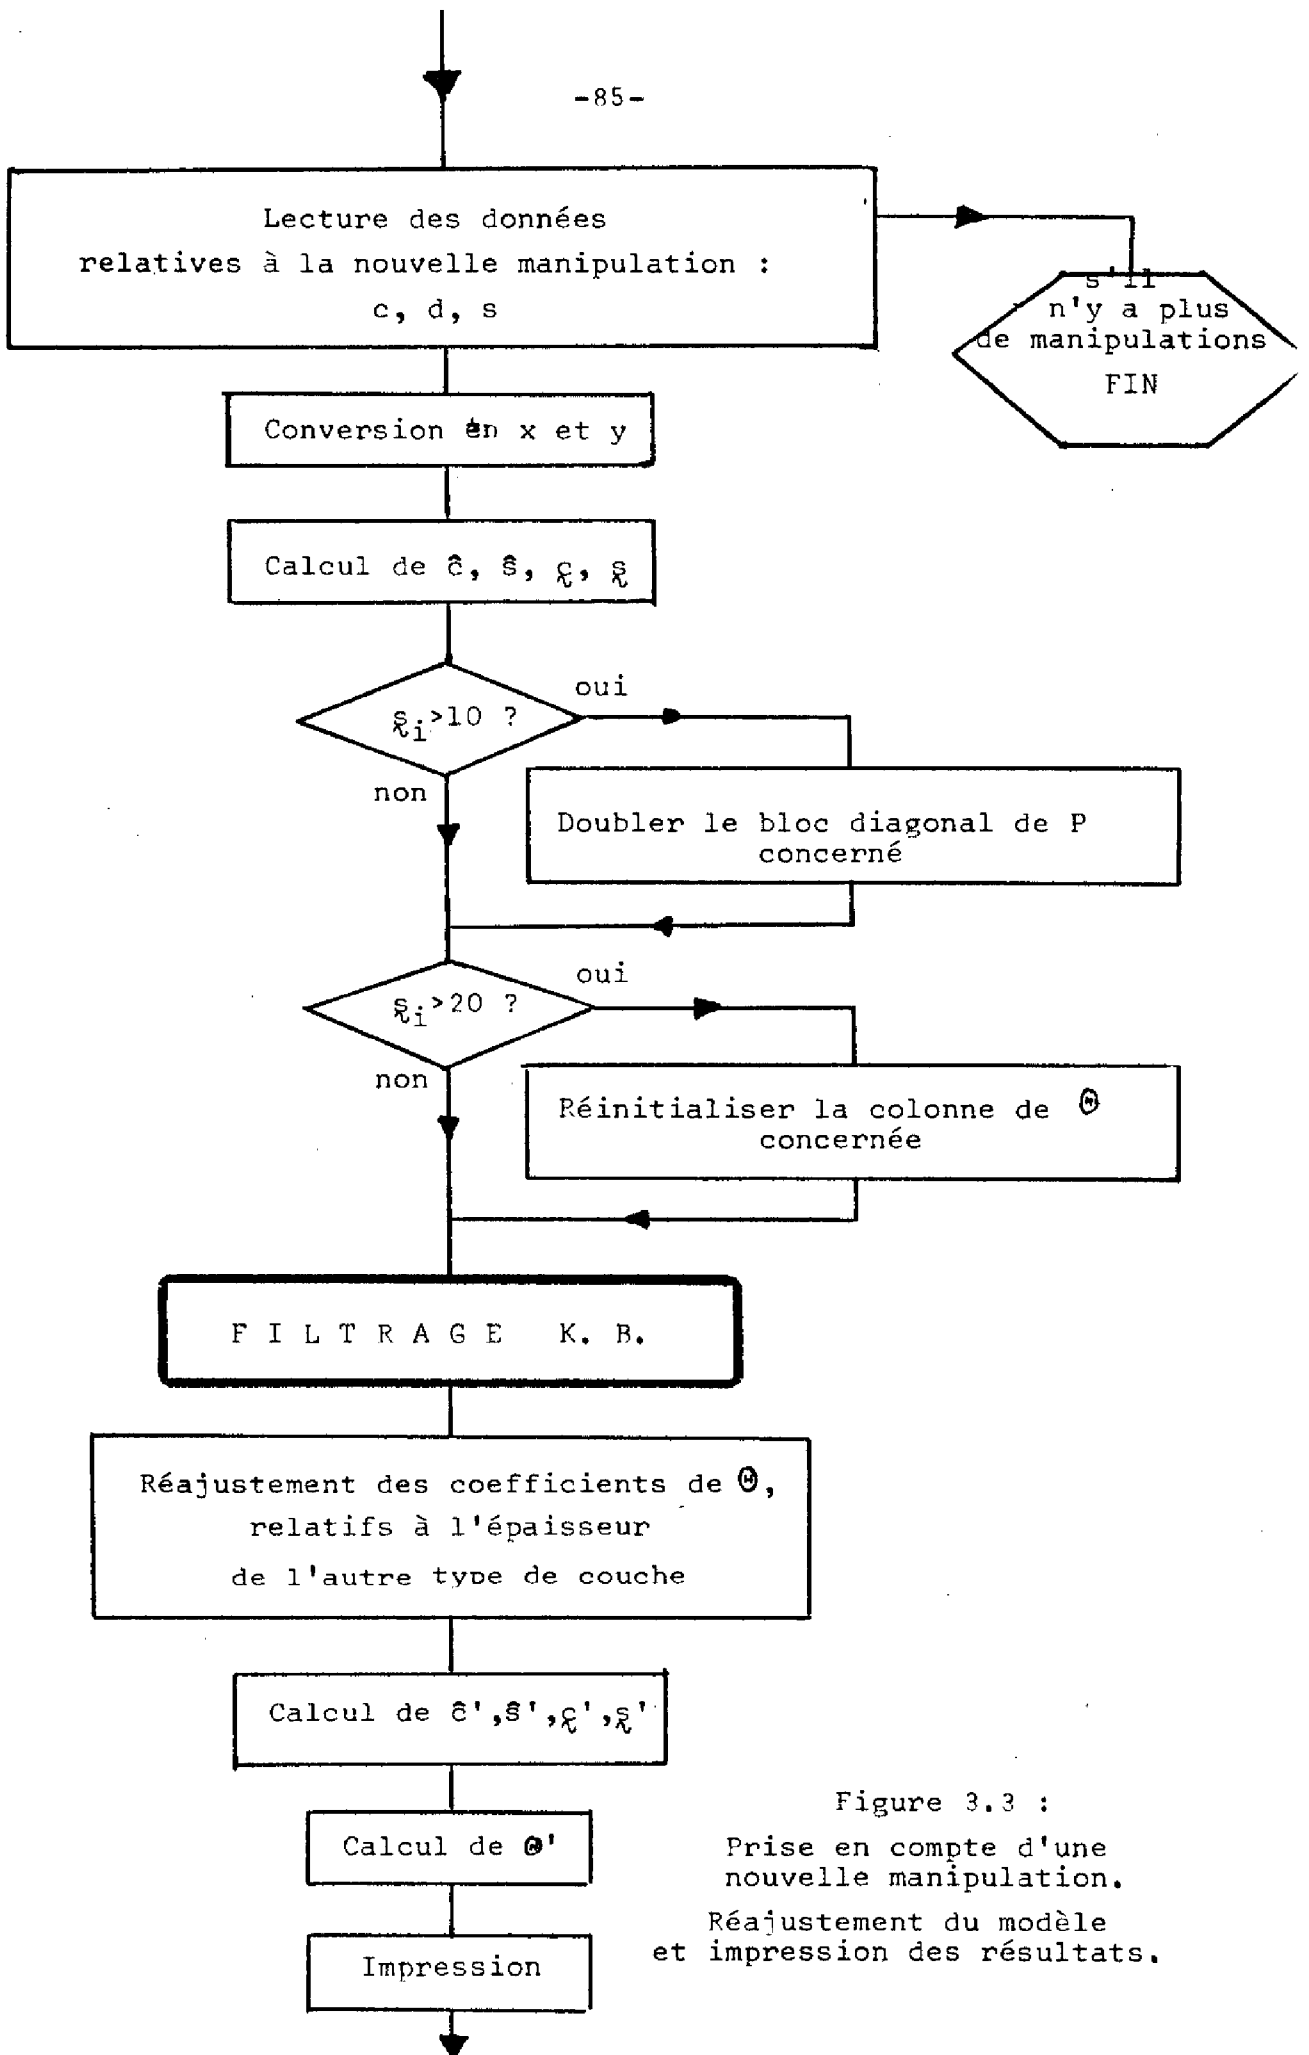 -85-
Lecture des données
relatives à la nouvelle manipulation :
c, d, s
s'il
n'y a plus
de manipulations
FIN
Conversion en x et y
Calcul de ĉ, ŝ, c̰, s̰
oui
s̰i>10 ?
non
Doubler le bloc diagonal de P
concerné
oui
s̰i>20 ?
non
Réinitialiser la colonne de Θ
concernée
FILTRAGE K. B.
Réajustement des coefficients de Θ,
relatifs à l'épaisseur
de l'autre type de couche
Calcul de ĉ',ŝ',c̰',s̰'
Calcul de Θ'
Impression
Figure 3.3 :
Prise en compte d'une
nouvelle manipulation.
Réajustement du modèle
et impression des résultats.